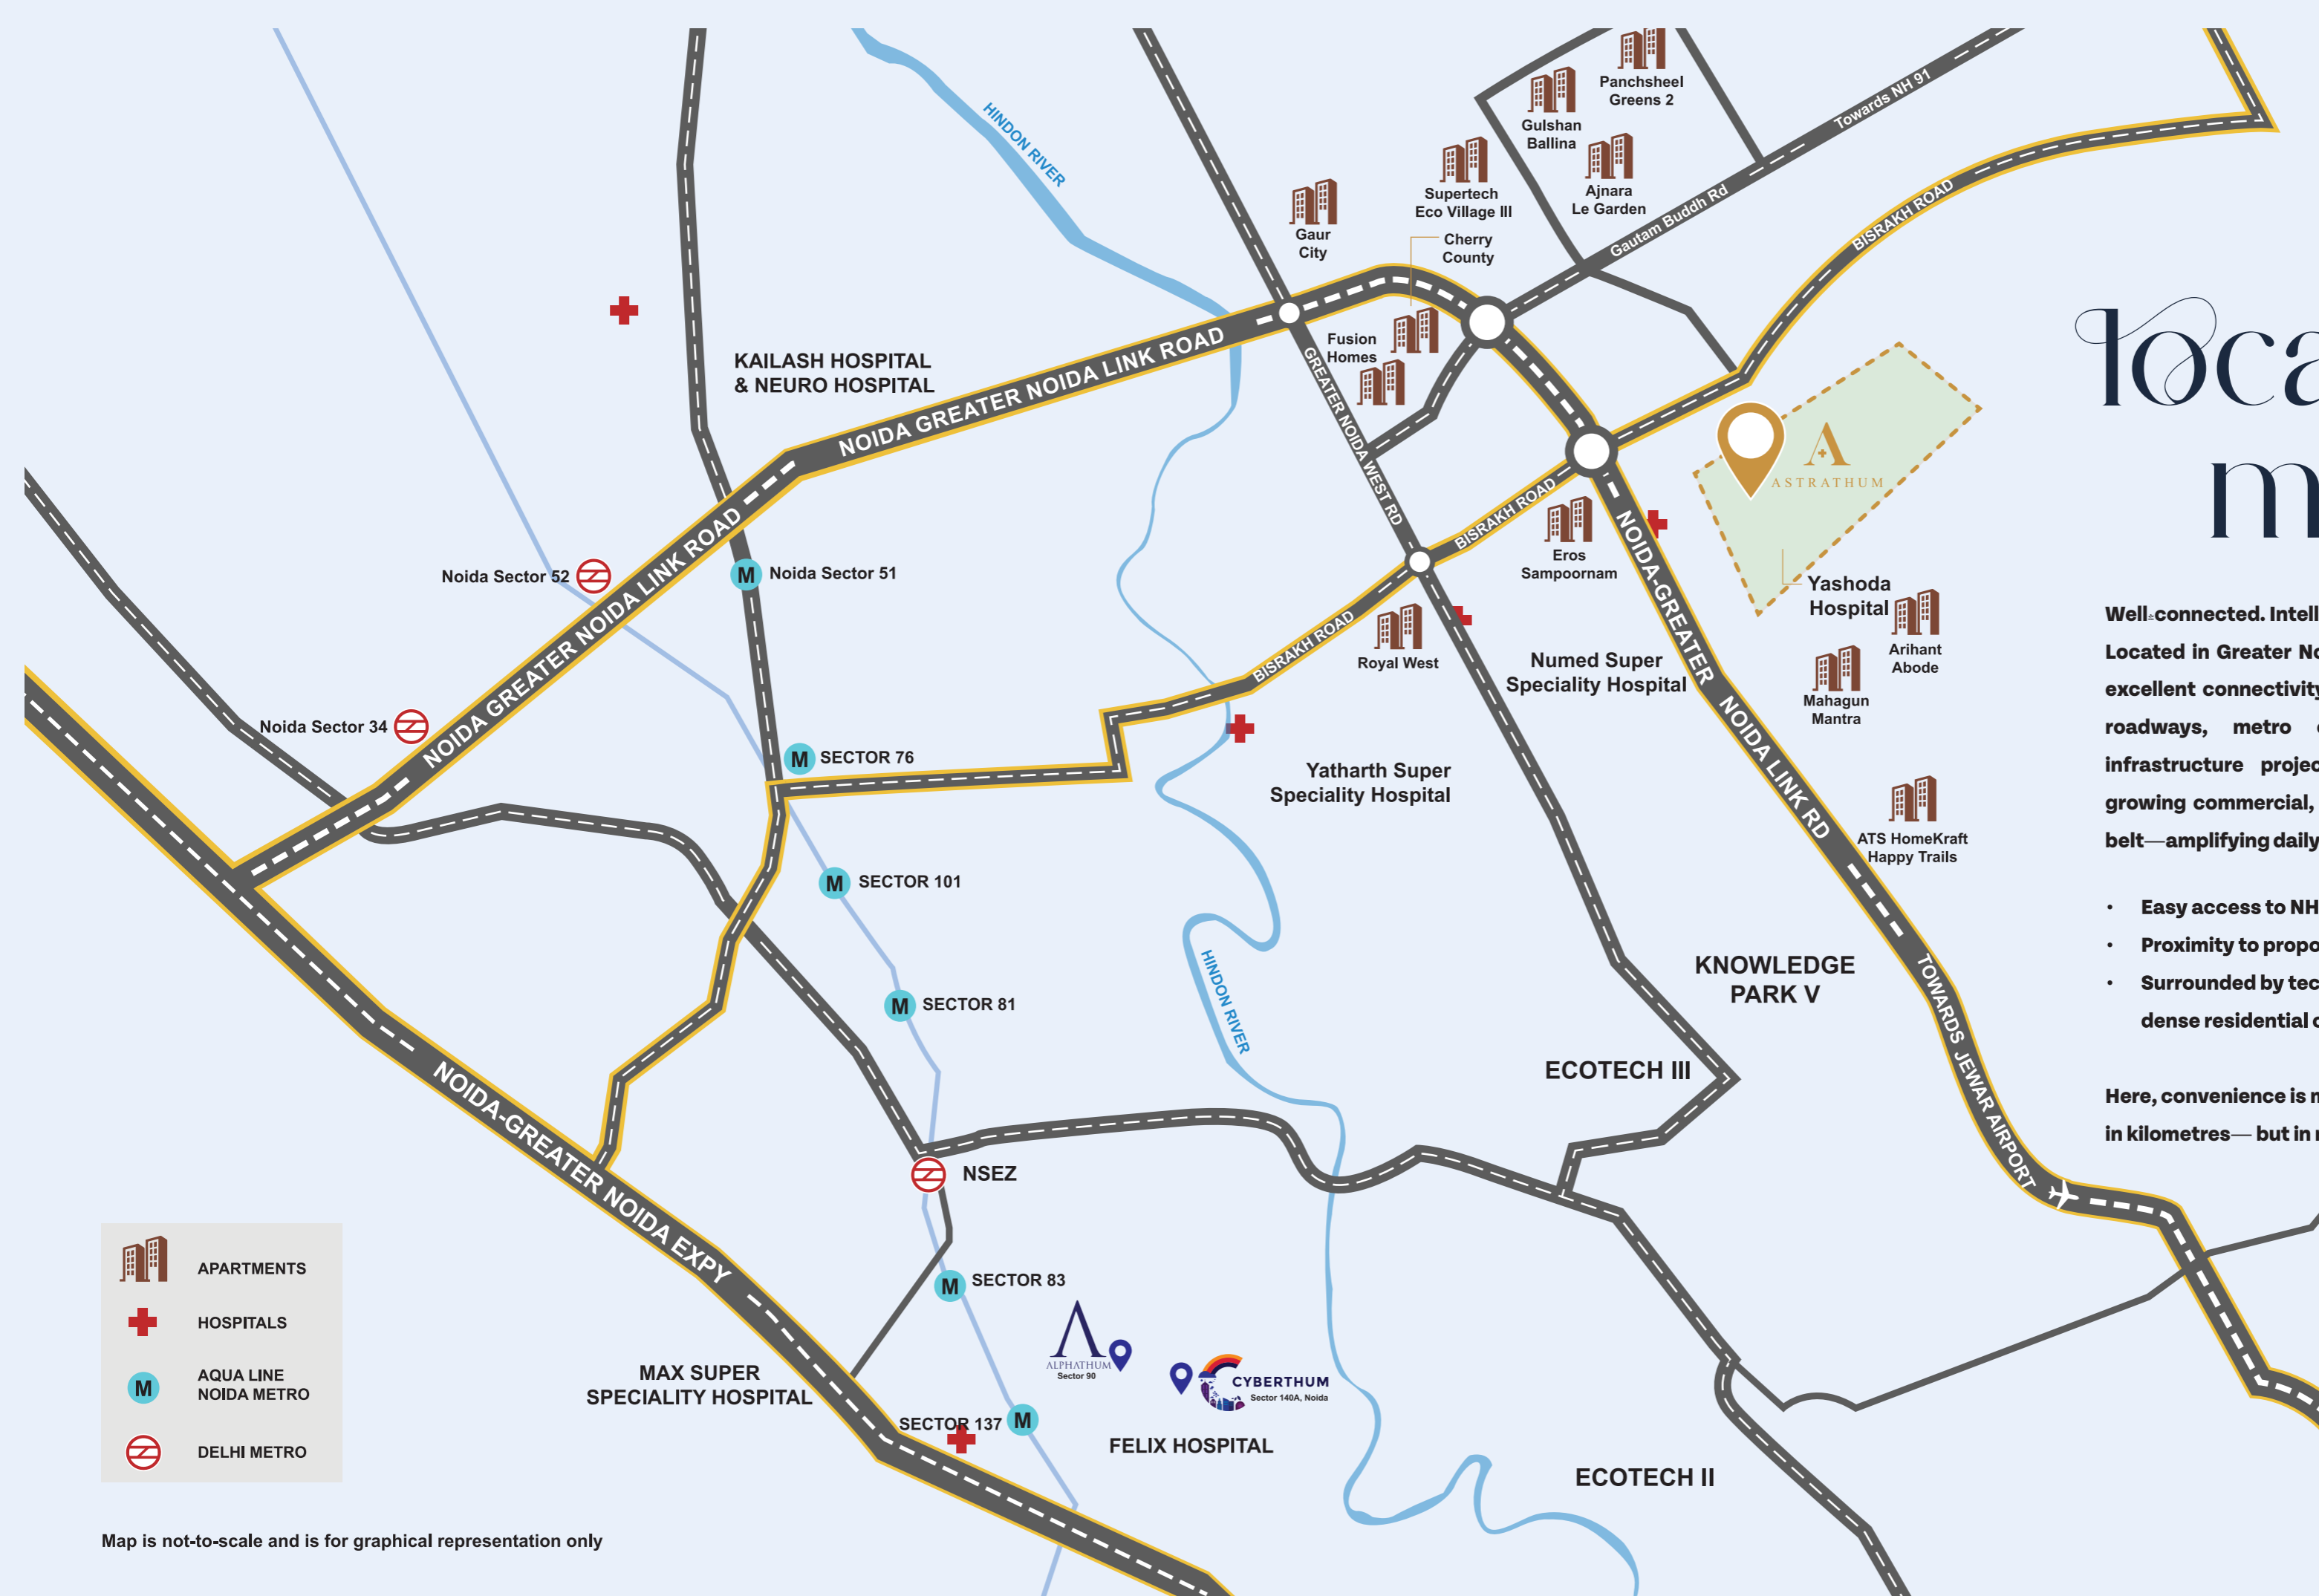 Panchsheel
Greens 2
Gulshan
Ballina
Towards NH 91
HINDON RIVER
Supertech
Eco Village III
Ajnara
Le Garden
Gaur
City
Cherry
County
Gautam Buddh Rd
BISRAKH ROAD
Fusion
Homes
KAILASH HOSPITAL
& NEURO HOSPITAL
NOIDA GREATER NOIDA LINK ROAD
GREATER NOIDA WEST RD
ASTRATHUM
BISRAKH ROAD
NOIDA GREATER NOIDA LINK ROAD
Noida Sector 52
M
Noida Sector 51
Eros
Sampoornam
NOIDA-GREATER
NOIDA LINK RD
Yashoda
Hospital
Arihant
Abode
Mahagun
Mantra
Royal West
BISRAKH ROAD
Numed Super
Speciality Hospital
Noida Sector 34
NOIDA GREATER NOIDA LINK ROAD
M
SECTOR 76
Yatharth Super
Speciality Hospital
ATS HomeKraft
Happy Trails
M
SECTOR 101
M
SECTOR 81
HINDON RIVER
KNOWLEDGE
PARK V
ECOTECH III
TOWARDS JEWAR AIRPORT
NOIDA-GREATER NOIDA EXPY
NSEZ
M
SECTOR 83
ALPHATHUM
Sector 90
CYBERTHUM
Sector 140A, Noida
MAX SUPER
SPECIALITY HOSPITAL
SECTOR 137
M
FELIX HOSPITAL
ECOTECH II
APARTMENTS
HOSPITALS
M
AQUA LINE
NOIDA METRO
DELHI METRO
Map is not-to-scale and is for graphical representation only
loca
m
Well-connected. Intell
Located in Greater No
excellent connectivity
roadways, metro
infrastructure projec
growing commercial,
belt—amplifying daily
• Easy access to NH
• Proximity to propo
• Surrounded by tec
dense residential
Here, convenience is
in kilometres— but in